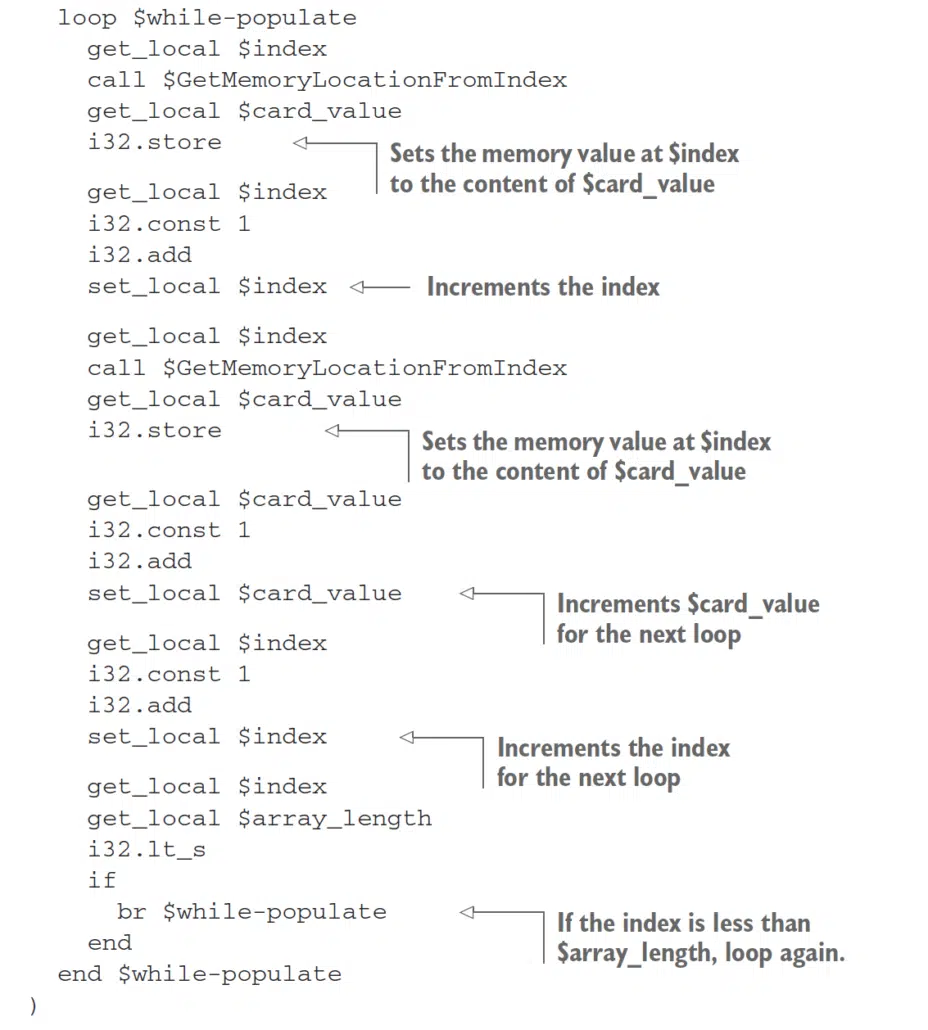 loop $while-populate
get_local $index
call $GetMemoryLocationFromIndex
get_local $card_value
i32.store
Sets the memory value at $index
to the content of $card_value
get_local $index
i32.const 1
i32.add
set_local $index
Increments the index
get_local $index
call $GetMemoryLocationFromIndex
get_local $card_value
i32.store
Sets the memory value at $index
to the content of $card_value
get_local $card_value
i32.const 1
i32.add
set_local $card_value
Increments $card_value
for the next loop
get_local $index
i32.const 1
i32.add
set_local $index
Increments the index
for the next loop
get_local $index
get_local $array_length
i32.lt_s
if
br $while-populate
If the index is less than
$array_length, loop again.
end
end $while-populate
)